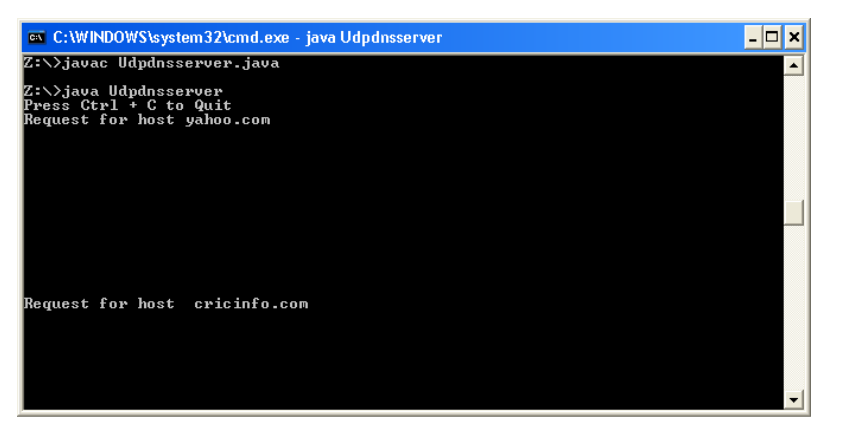 C:\WINDOWS\system32\cmd.exe - java Udpdnsserver
Z:\>javac Udpdnsserver.java
Z:\>java Udpdnsserver
Press Ctrl + C to Quit
Request for host yahoo.com
Request for host  cricinfo.com